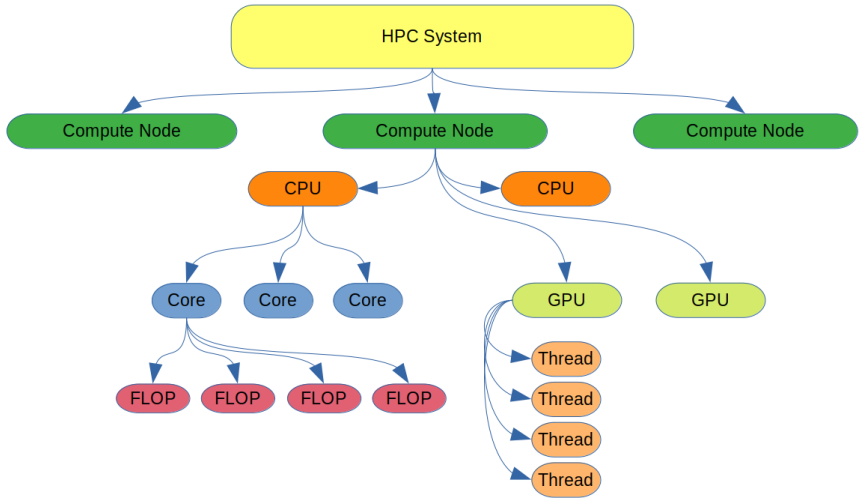 HPC System
Compute Node
Compute Node
Compute Node
CPU
CPU
Core
Core
Core
GPU
GPU
FLOP
FLOP
FLOP
FLOP
Thread
Thread
Thread
Thread